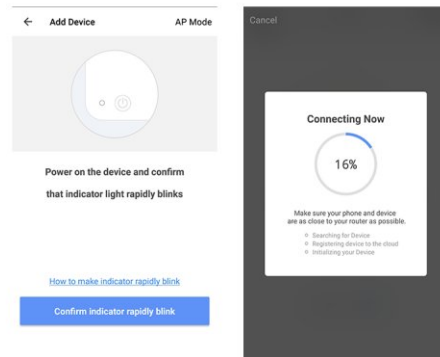 Add Device
AP Mode
Power on the device and confirm
that indicator light rapidly blinks
How to make indicator rapidly blink
Confirm indicator rapidly blink
Cancel
Connecting Now
16%
Make sure your phone and device
are as close to your router as possible.
Searching for Device
Registering device to the cloud
Initializing your Device